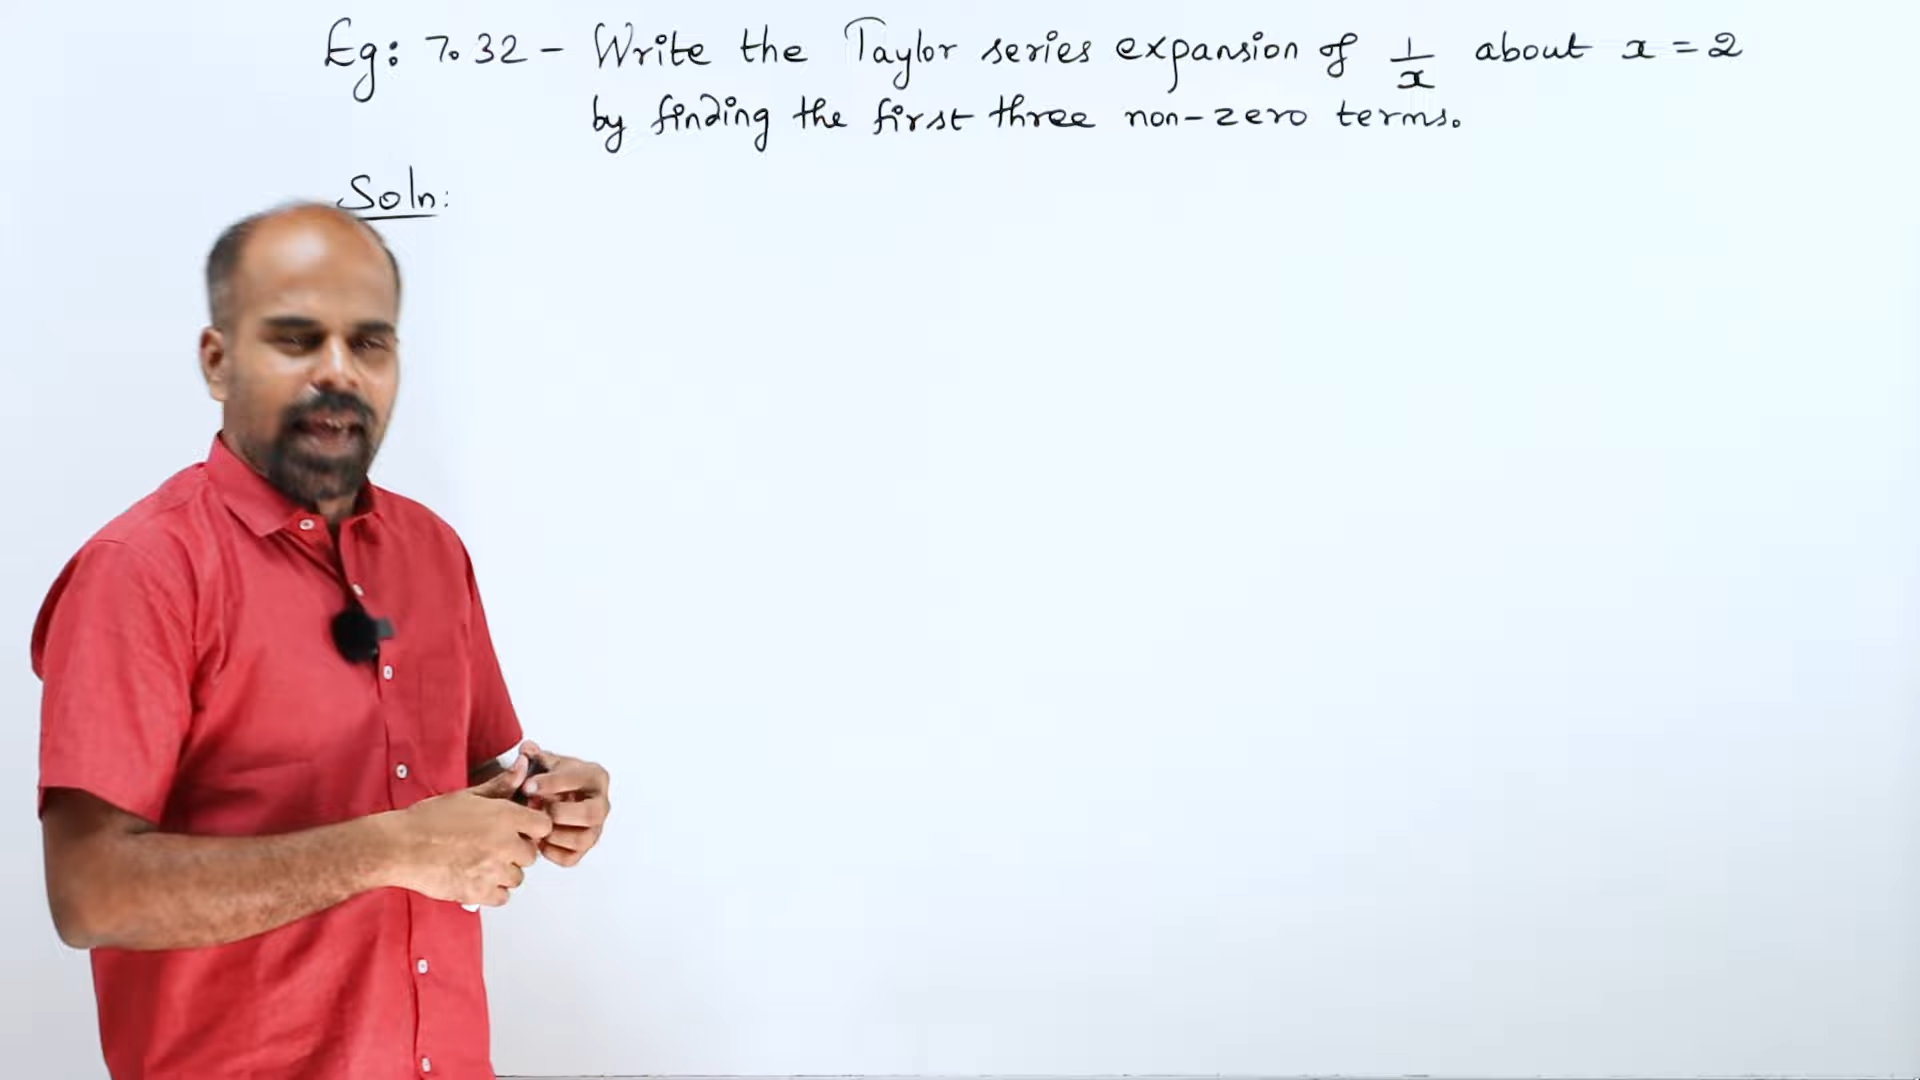 Eg: 7.32 - Write the Taylor series expansion of 1/x about x = 2
by finding the first three non-zero terms.
Soln: